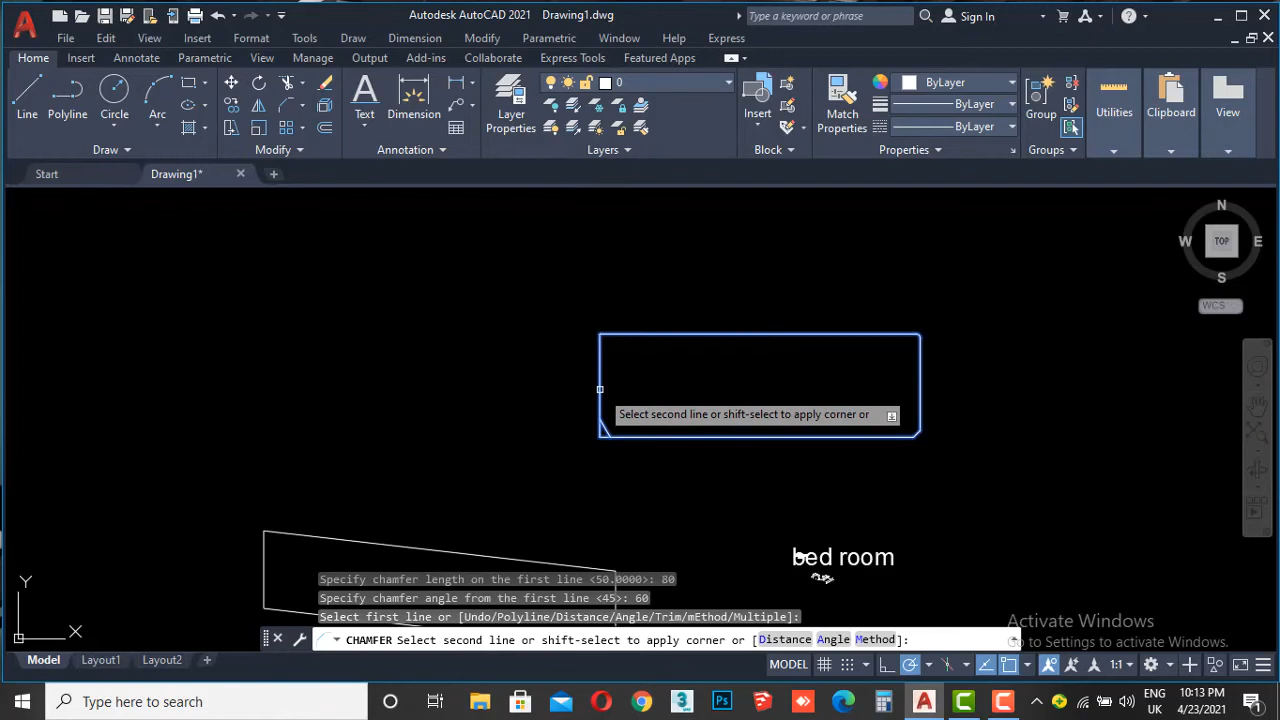 Autodesk AutoCAD 2021 Drawing1.dwg
Type a keyword or phrase
Sign In
File Edit View Insert Format Tools Draw Dimension Modify Parametric Window Help Express
Home Insert Annotate Parametric View Manage Output Add-ins Collaborate Express Tools Featured Apps
0
ByLayer
ByLayer
ByLayer
Line Polyline Circle Arc
Text Dimension
Layer Properties
Insert
Match Properties
Group
Utilities Clipboard View
Draw Modify Annotation Layers Block Properties Groups
Start Drawing1*
N
W TOP E
S
WCS
Select second line or shift-select to apply corner or
bed room
Specify chamfer length on the first line <50.0000>: 80
Specify chamfer angle from the first line <45>: 60
Select first line or [Undo/Polyline/Distance/Angle/Trim/mEthod/Multiple]:
CHAMFER Select second line or shift-select to apply corner or [Distance Angle Method]:
Y
X
Activate Windows
Go to Settings to activate Windows.
Model Layout1 Layout2
MODEL
1:1
Type here to search
Ps
3
ENG
UK
10:13 PM
4/23/2021
1